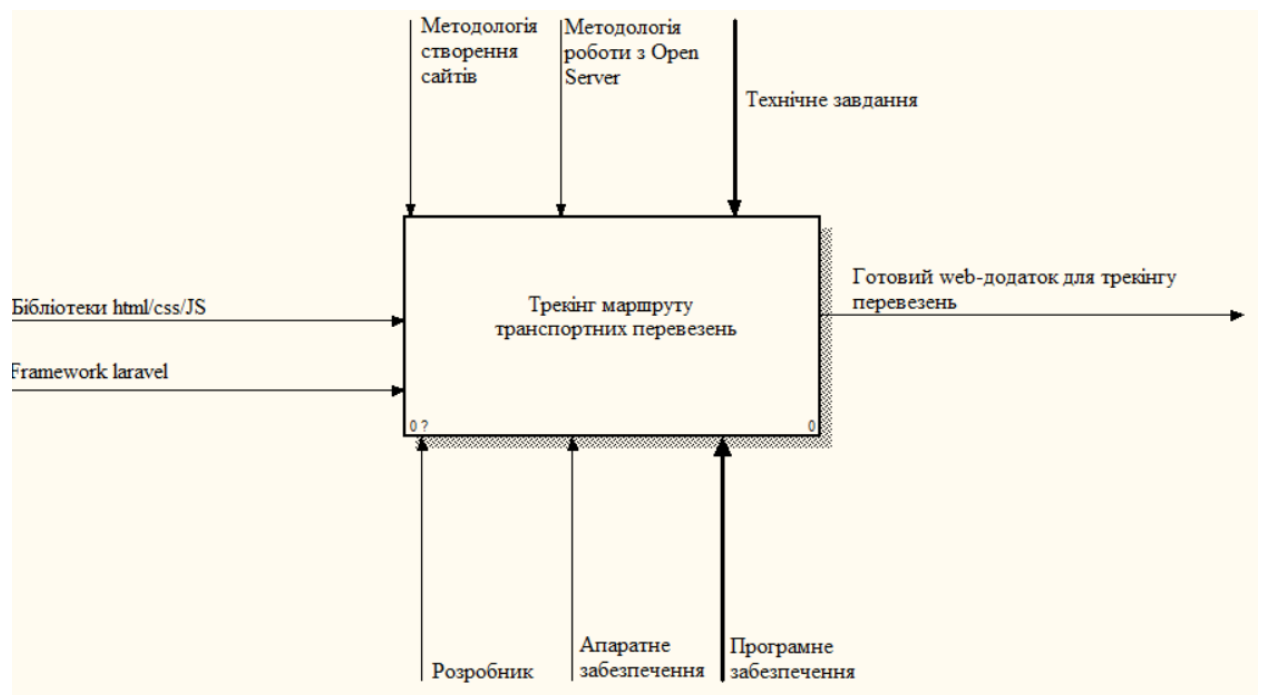 Методологія
створення
сайтів
Методологія
роботи з Open
Server
Технічне завдання
Бібліотеки html/css/JS
Framework laravel
Трекінг маршруту
транспортних перевезень
0 ?
0
Готовий web-додаток для трекінгу
перевезень
Розробник
Апаратне
забезпечення
Програмне
забезпечення